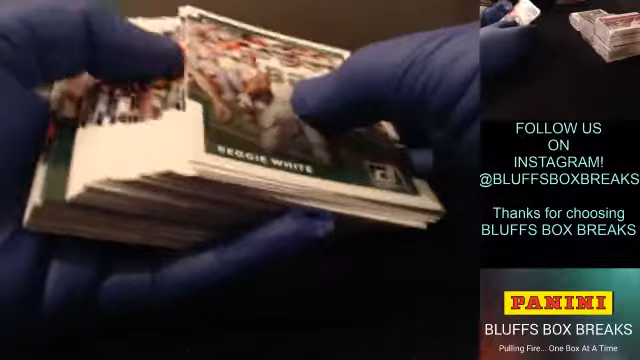 REGGIE WHITE
FOLLOW US
ON
INSTAGRAM!
@BLUFFSBOXBREAKS
Thanks for choosing
BLUFFS BOX BREAKS
PANINI
BLUFFS BOX BREAKS
Pulling Fire... One Box At A Time